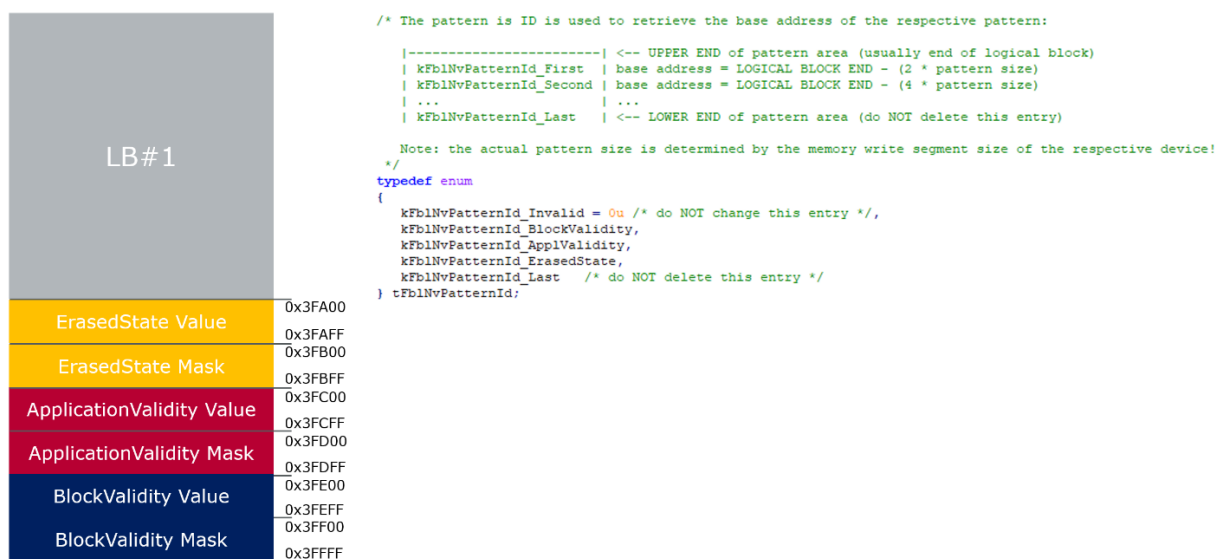 LB#1
ErasedState Value
0x3FA00
0x3FAFF
ErasedState Mask
0x3FB00
0x3FBFF
ApplicationValidity Value
0x3FC00
0x3FCFF
ApplicationValidity Mask
0x3FD00
0x3FDFF
BlockValidity Value
0x3FE00
0x3FEFF
BlockValidity Mask
0x3FF00
0x3FFFF
/* The pattern is ID is used to retrieve the base address of the respective pattern:
|------------------------| <-- UPPER END of pattern area (usually end of logical block)
| kFblNvPatternId_First  | base address = LOGICAL BLOCK END - (2 * pattern size)
| kFblNvPatternId_Second | base address = LOGICAL BLOCK END - (4 * pattern size)
| ...                    | ...
| kFblNvPatternId_Last   | <-- LOWER END of pattern area (do NOT delete this entry)
Note: the actual pattern size is determined by the memory write segment size of the respective device!
*/
typedef enum
{
kFblNvPatternId_Invalid = 0u /* do NOT change this entry */,
kFblNvPatternId_BlockValidity,
kFblNvPatternId_ApplValidity,
kFblNvPatternId_ErasedState,
kFblNvPatternId_Last   /* do NOT delete this entry */
} tFblNvPatternId;